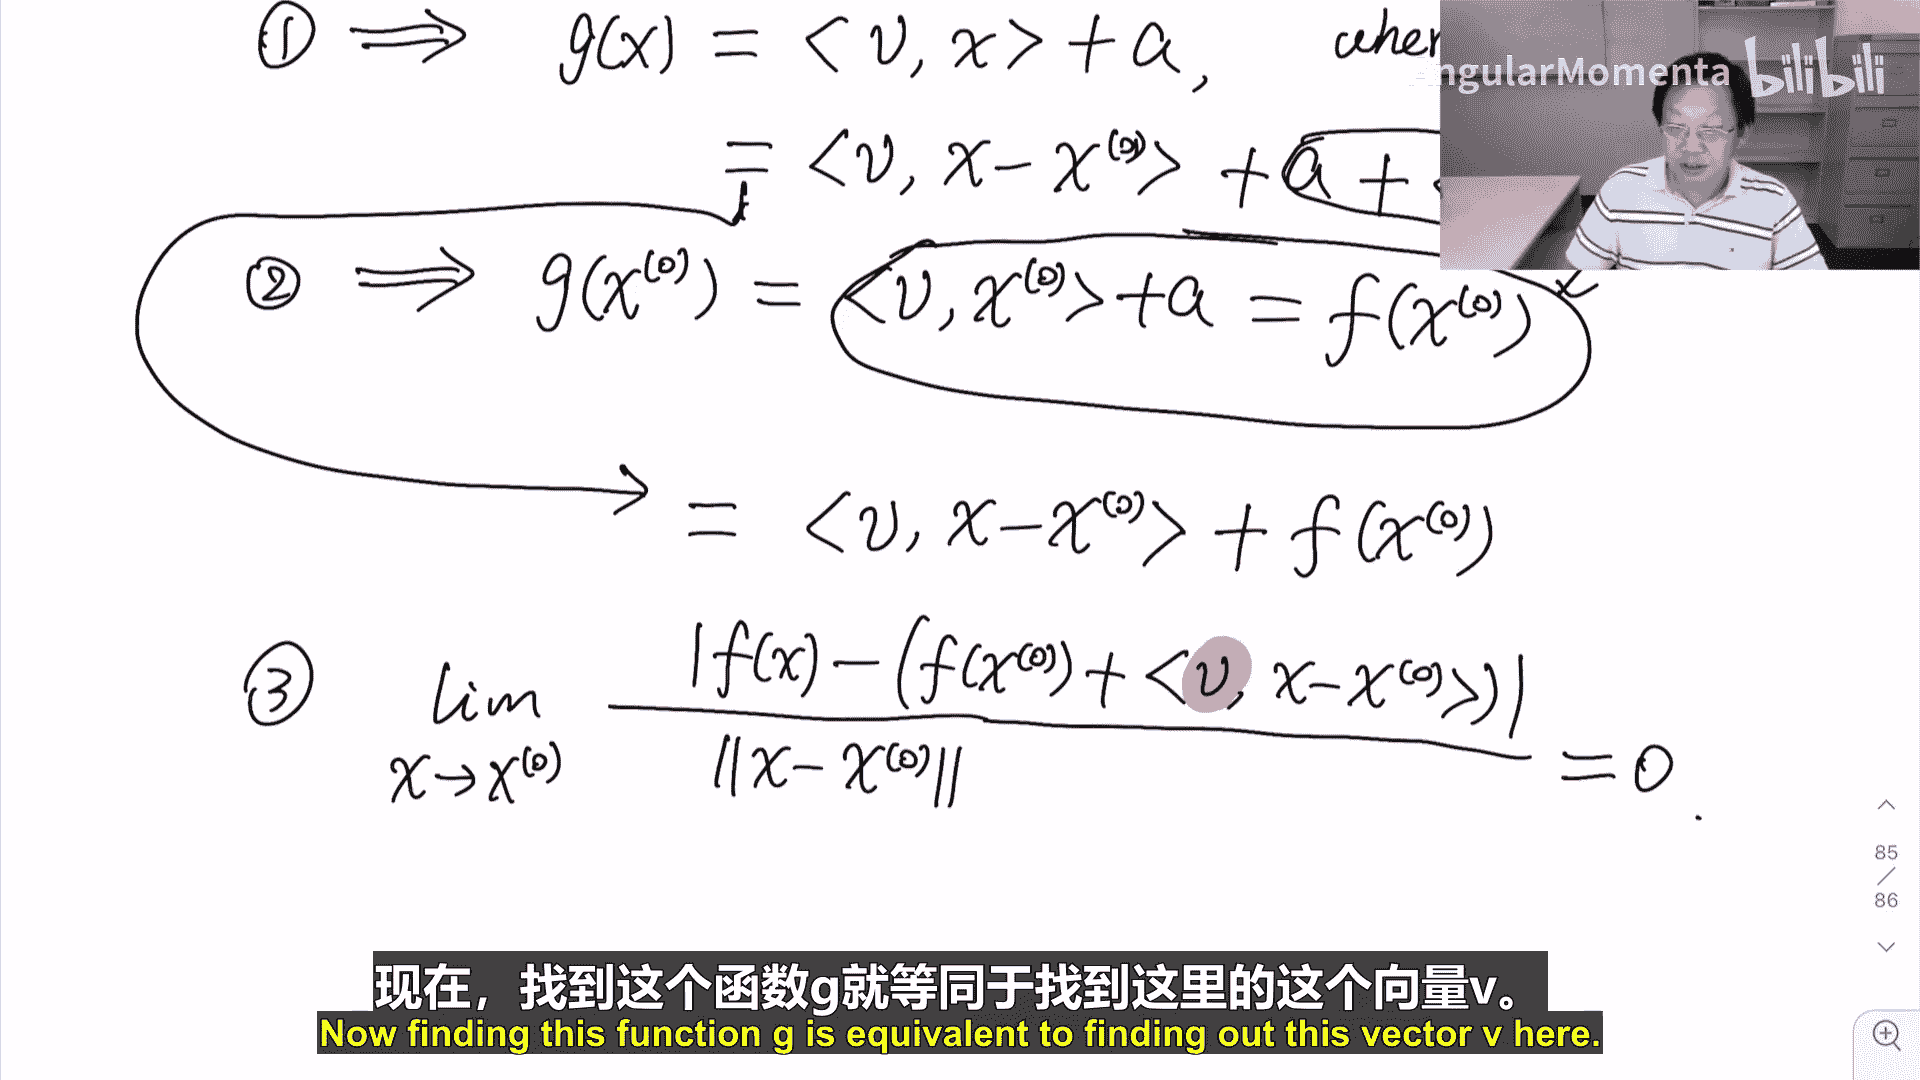 ① ⟹ g(x) = <v, x> + a, wher
ngularMomenta bilibili
= <v, x - x^(0)> + a +
② ⟹ g(x^(0)) = <v, x^(0)> + a = f(x^(0))
= <v, x - x^(0)> + f(x^(0))
③ lim x→x^(0) |f(x) - (f(x^(0)) + <v, x - x^(0)>)| / ||x - x^(0)|| = 0.
85
/
86
现在，找到这个函数g就等同于找到这里的这个向量v。
Now finding this function g is equivalent to finding out this vector v here.